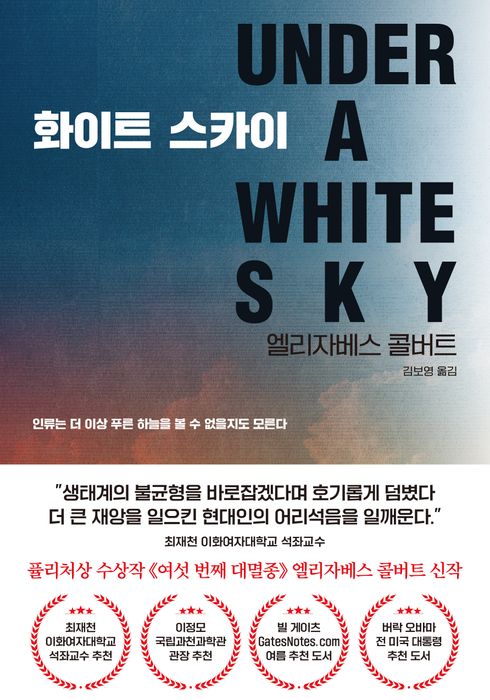 UNDER
A
WHITE
SKY
화이트 스카이
엘리자베스 콜버트
김보영 옮김
인류는 더 이상 푸른 하늘을 볼 수 없을지도 모른다
"생태계의 불균형을 바로잡겠다며 호기롭게 덤볐다
더 큰 재앙을 일으킨 현대인의 어리석음을 일깨운다."
최재천 이화여자대학교 석좌교수
퓰리처상 수상작 《여섯 번째 대멸종》 엘리자베스 콜버트 신작
최재천
이화여자대학교
석좌교수 추천
이정모
국립과천과학관
관장 추천
빌 게이츠
GatesNotes.com
여름 추천 도서
버락 오바마
전 미국 대통령
추천 도서